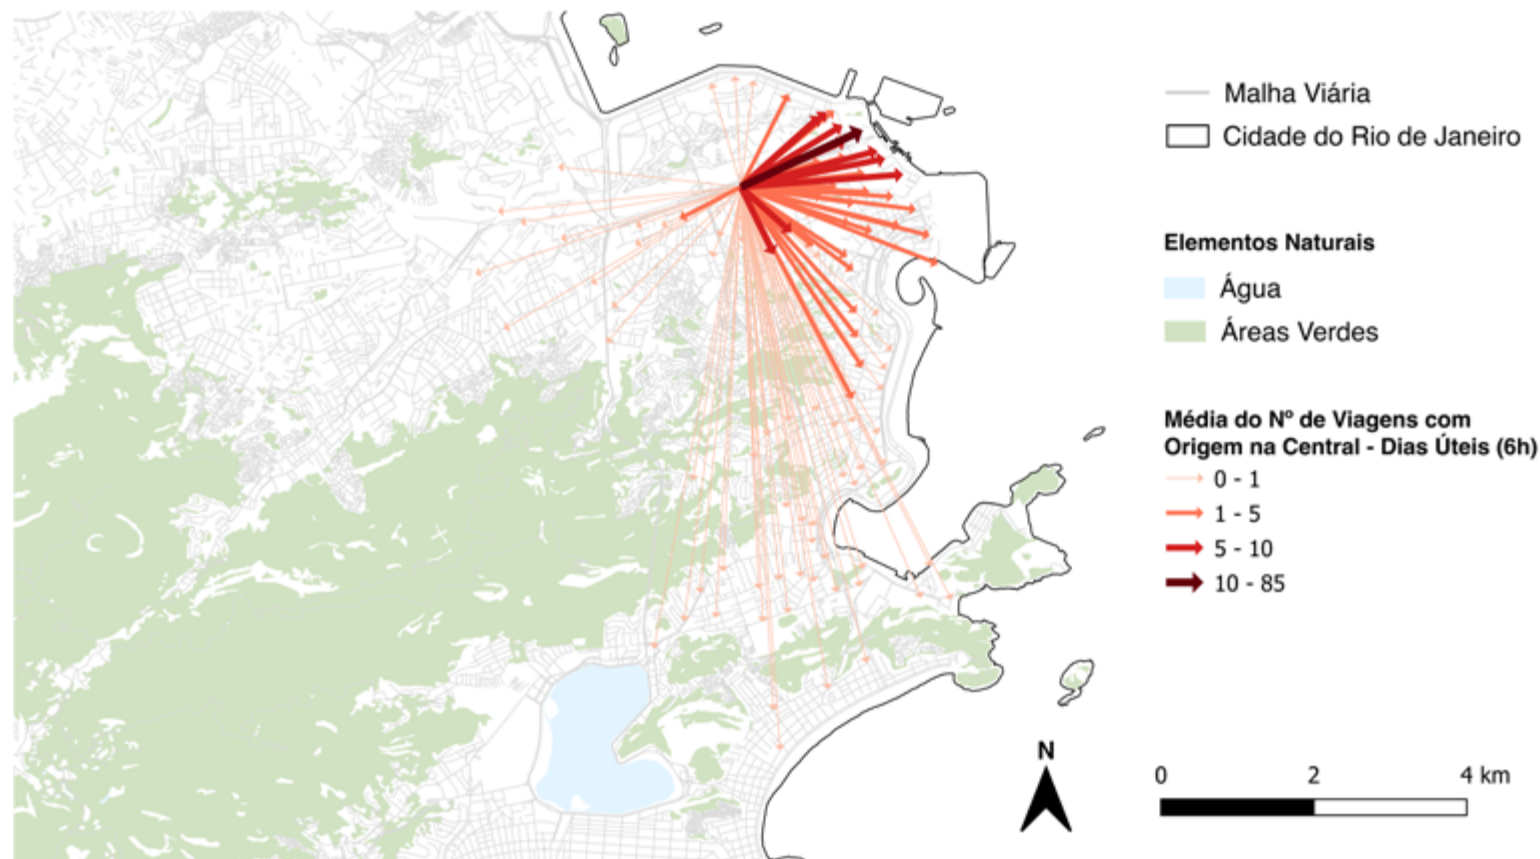 Malha Viária
Cidade do Rio de Janeiro
Elementos Naturais
Água
Áreas Verdes
Média do Nº de Viagens com
Origem na Central - Dias Úteis (6h)
0 - 1
1 - 5
5 - 10
10 - 85
N
0 2 4 km